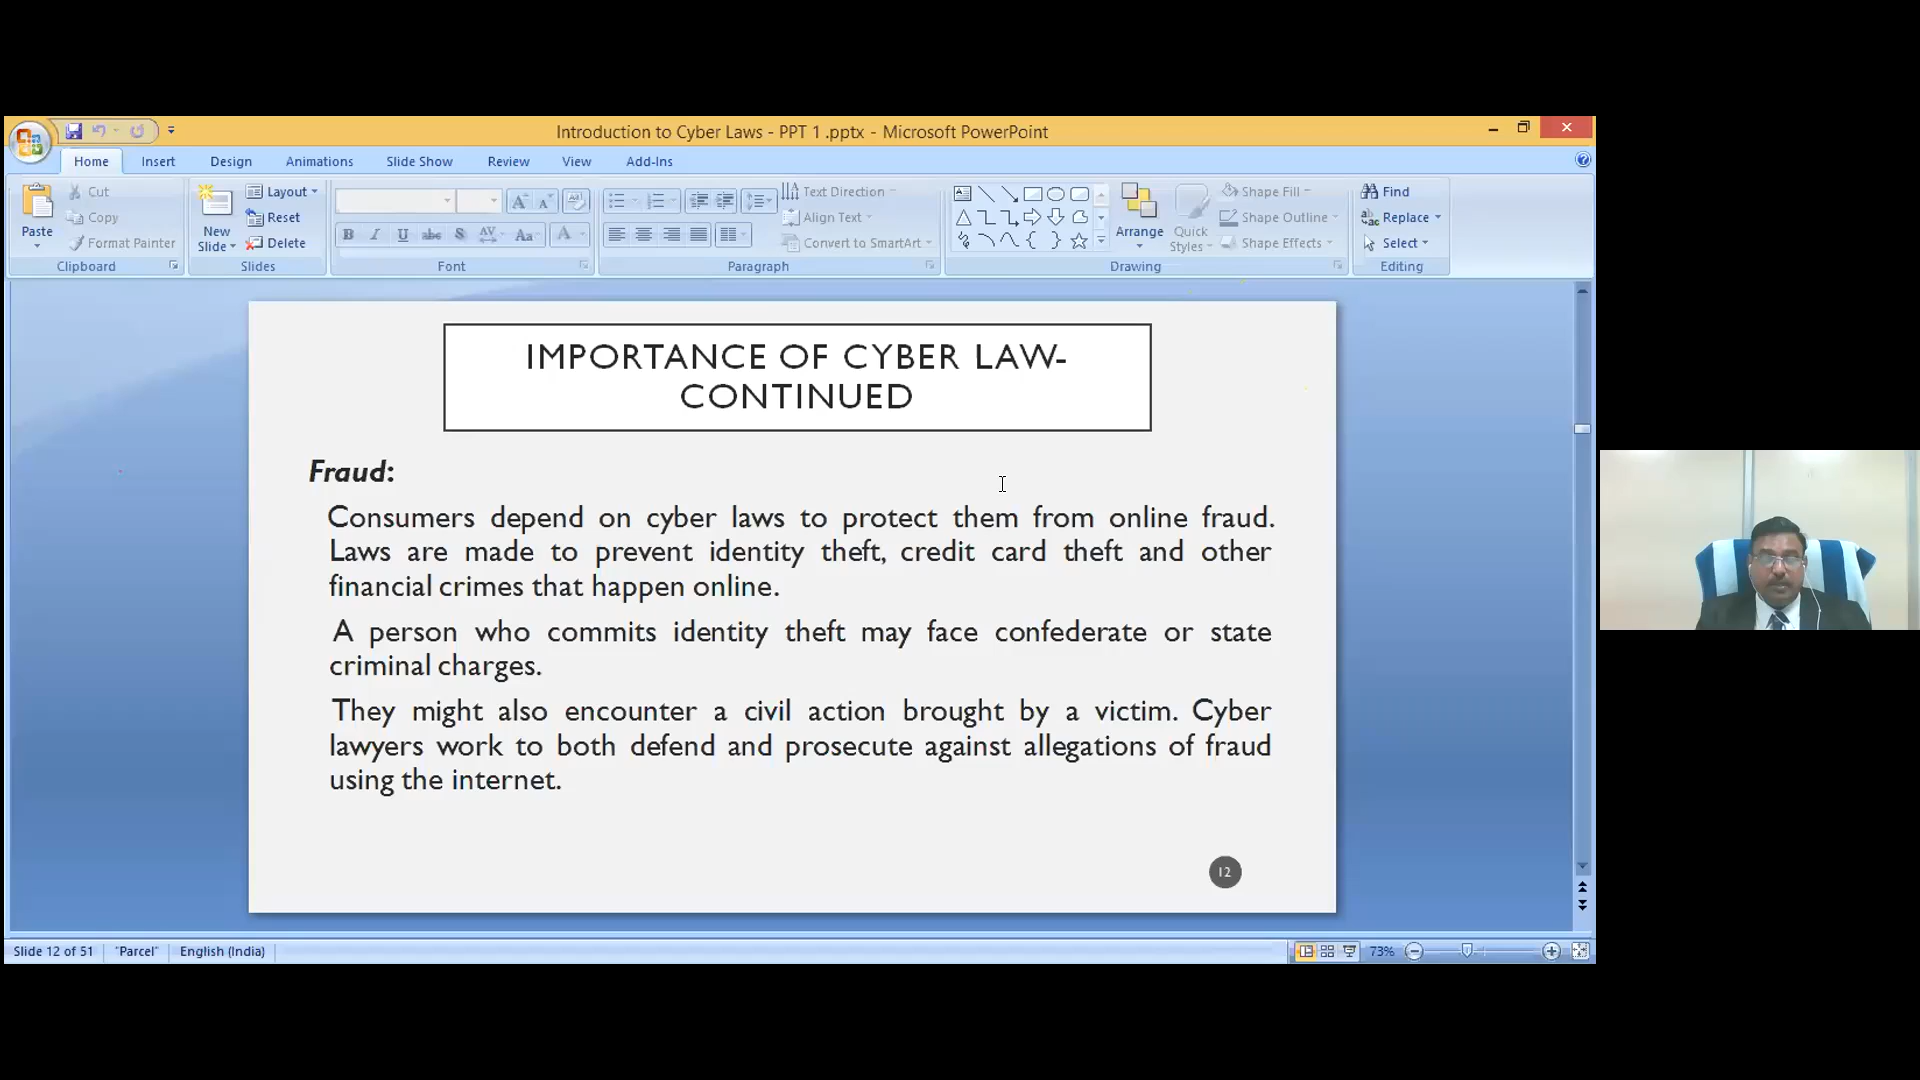 Introduction to Cyber Laws - PPT 1 .pptx - Microsoft PowerPoint
Home Insert Design Animations Slide Show Review View Add-Ins
Paste
Cut
Copy
Format Painter
Clipboard
New
Slide
Layout
Reset
Delete
Slides
Font
Text Direction
Align Text
Convert to SmartArt
Paragraph
Arrange
Quick
Styles
Shape Fill
Shape Outline
Shape Effects
Drawing
Find
Replace
Select
Editing
IMPORTANCE OF CYBER LAW-
CONTINUED
Fraud:
Consumers depend on cyber laws to protect them from online fraud.
Laws are made to prevent identity theft, credit card theft and other
financial crimes that happen online.
A person who commits identity theft may face confederate or state
criminal charges.
They might also encounter a civil action brought by a victim. Cyber
lawyers work to both defend and prosecute against allegations of fraud
using the internet.
12
Slide 12 of 51 "Parcel" English (India) 73%